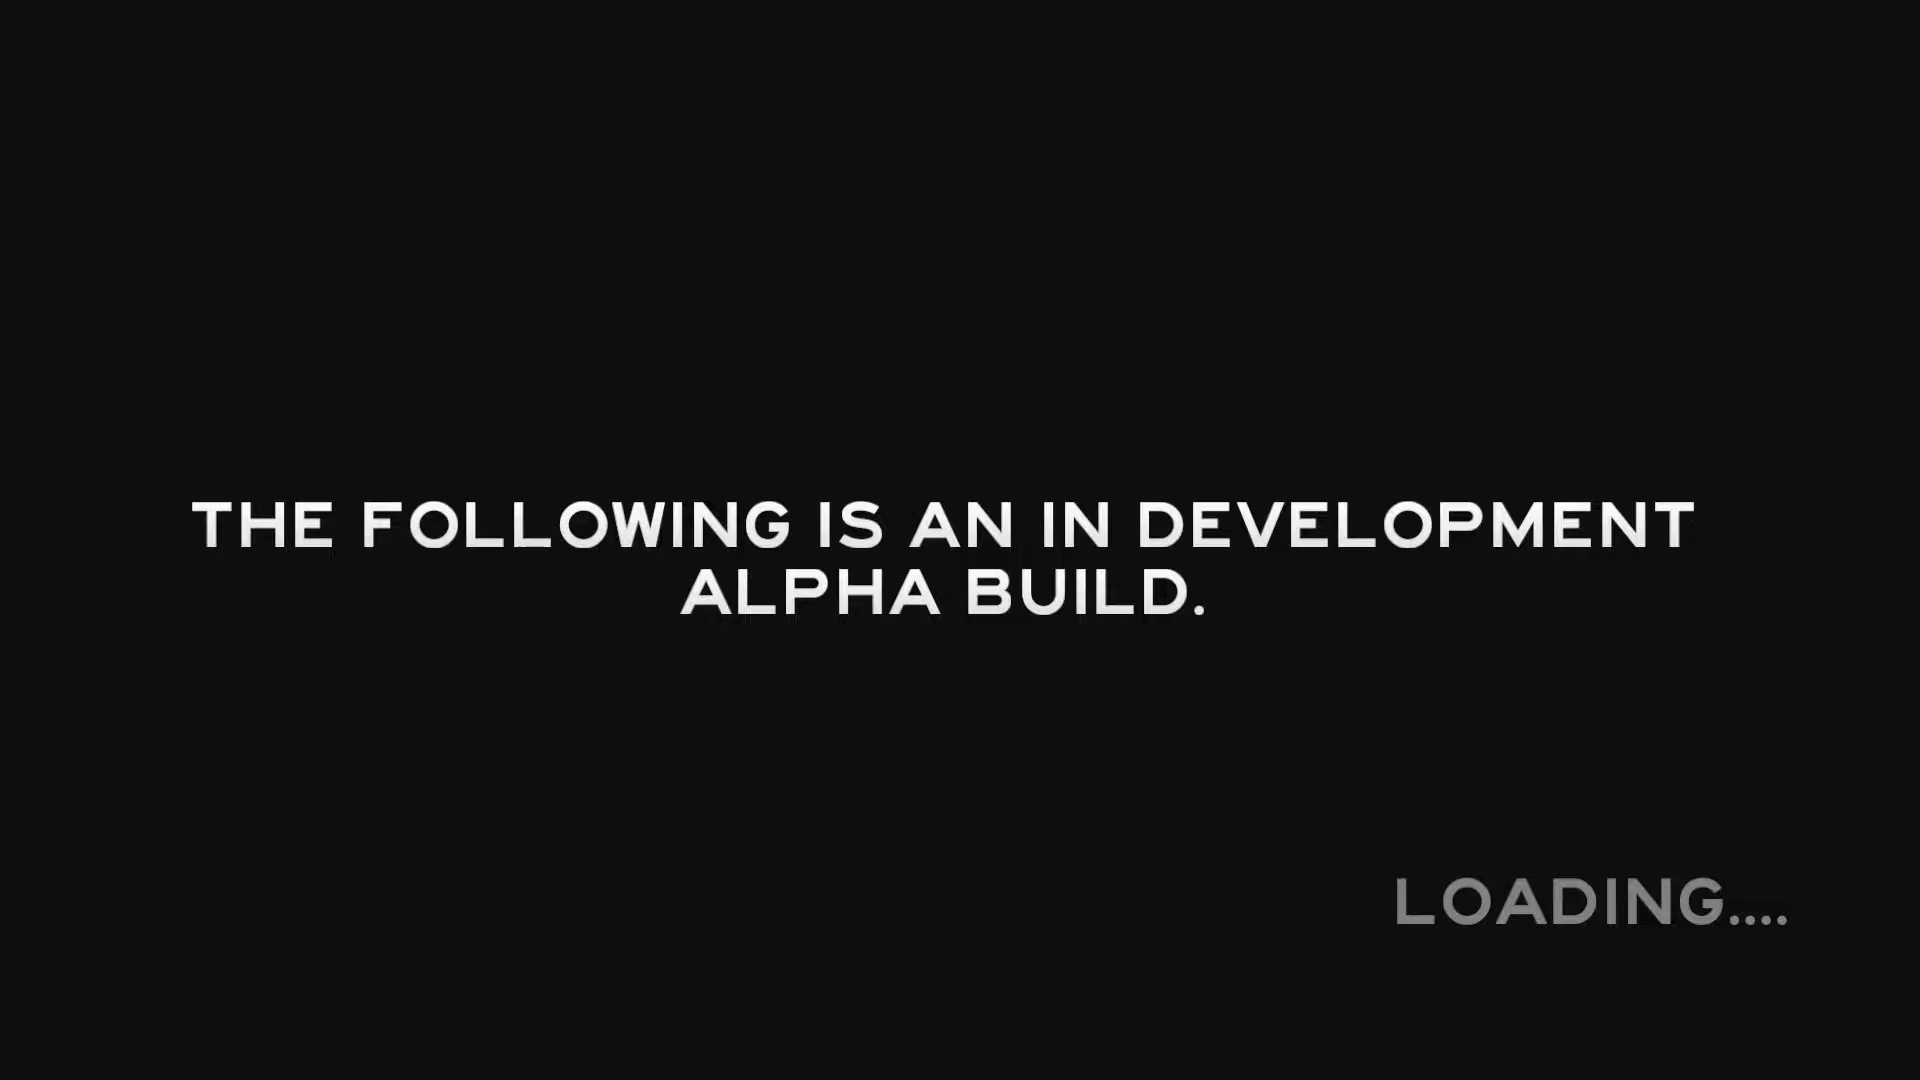 THE FOLLOWING IS AN IN DEVELOPMENT
ALPHA BUILD.
LOADING....